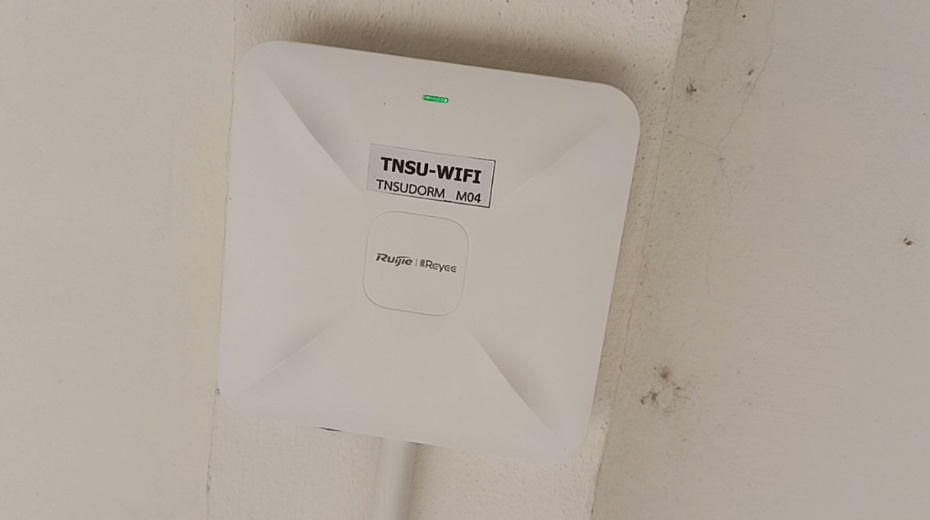 TNSU-WIFI
TNSUDORM M04
Ruijie | Reyee